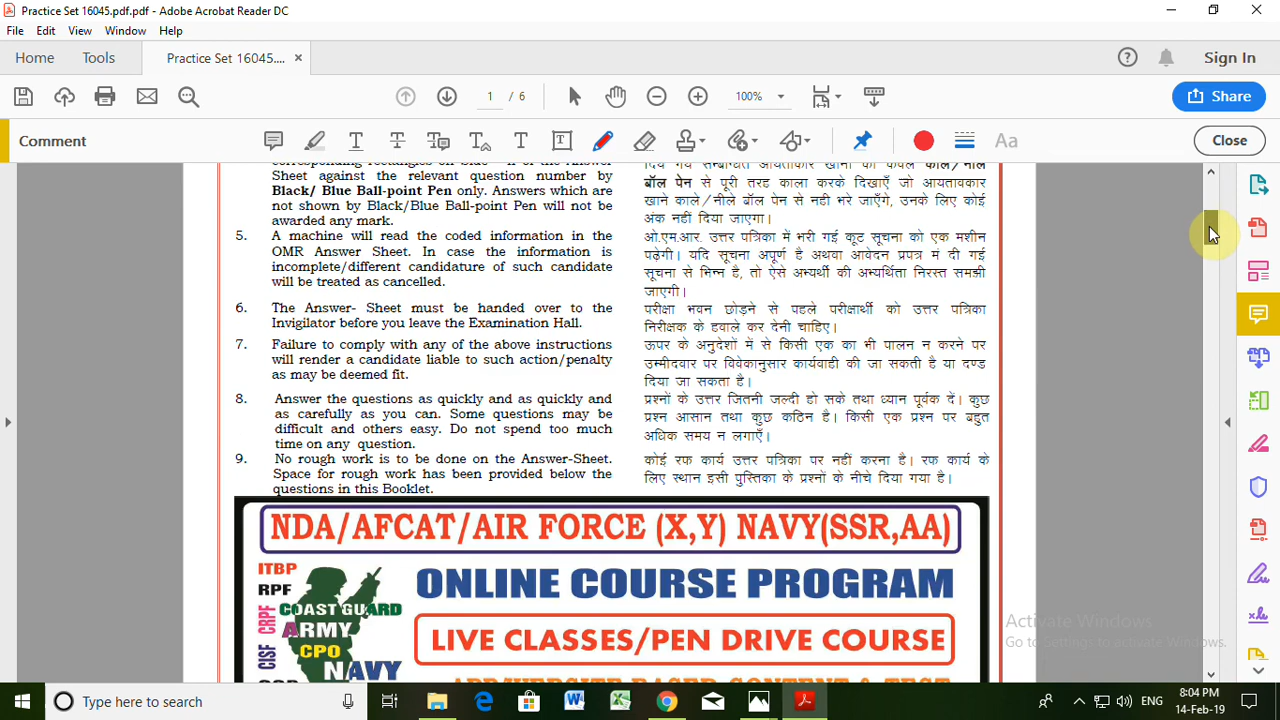 Practice Set 16045.pdf.pdf - Adobe Acrobat Reader DC
File Edit View Window Help
Home Tools Practice Set 16045.... × Sign In
1 / 6 100% Share
Comment Close
Sheet against the relevant question number by
Black/ Blue Ball-point Pen only. Answers which are
not shown by Black/Blue Ball-point Pen will not be
awarded any mark.
दिये गये सम्बन्धित आयताकार खानों को केवल काले/नीले
बॉल पेन से पूरी तरह काला करके दिखाएँ जो आयतावकार
खाने काले/नीले बॉल पेन से नही भरे जाएँगे, उनके लिए कोई
अंक नहीं दिया जाएगा।
5. A machine will read the coded information in the
OMR Answer Sheet. In case the information is
incomplete/different candidature of such candidate
will be treated as cancelled.
ओ.एम.आर. उत्तर पत्रिका में भरी गई कूट सूचना को एक मशीन
पढ़ेगी। यदि सूचना अपूर्ण है अथवा आवेदन प्रपत्र में दी गई
सूचना से भिन्न है, तो ऐसे अभ्यर्थी की अभ्यर्थिता निरस्त समझी
जाएगी।
6. The Answer- Sheet must be handed over to the
Invigilator before you leave the Examination Hall.
परीक्षा भवन छोड़ने से पहले परीक्षार्थी को उत्तर पत्रिका
निरीक्षक के हवाले कर देनी चाहिए।
7. Failure to comply with any of the above instructions
will render a candidate liable to such action/penalty
as may be deemed fit.
ऊपर के अनुदेशों में से किसी एक का भी पालन न करने पर
उम्मीदवार पर विवेकानुसार कार्यवाही की जा सकती है या दण्ड
दिया जा सकता है।
8. Answer the questions as quickly and as quickly and
as carefully as you can. Some questions may be
difficult and others easy. Do not spend too much
time on any question.
प्रश्नों के उत्तर जितनी जल्दी हो सके तथा ध्यान पूर्वक दें। कुछ
प्रश्न आसान तथा कुछ कठिन है। किसी एक प्रश्न पर बहुत
अधिक समय न लगाएँ।
9. No rough work is to be done on the Answer-Sheet.
Space for rough work has been provided below the
questions in this Booklet.
कोई रफ कार्य उत्तर पत्रिका पर नहीं करना है। रफ कार्य के
लिए स्थान इसी पुस्तिका के प्रश्नों के नीचे दिया गया है।
NDA/AFCAT/AIR FORCE (X,Y) NAVY(SSR,AA)
ITBP
RPF
COAST GUARD
CRPF
ARMY
CPO
CISF
NAVY
ONLINE COURSE PROGRAM
LIVE CLASSES/PEN DRIVE COURSE
Activate Windows
Go to Settings to activate Windows.
Type here to search
ENG
8:04 PM
14-Feb-19